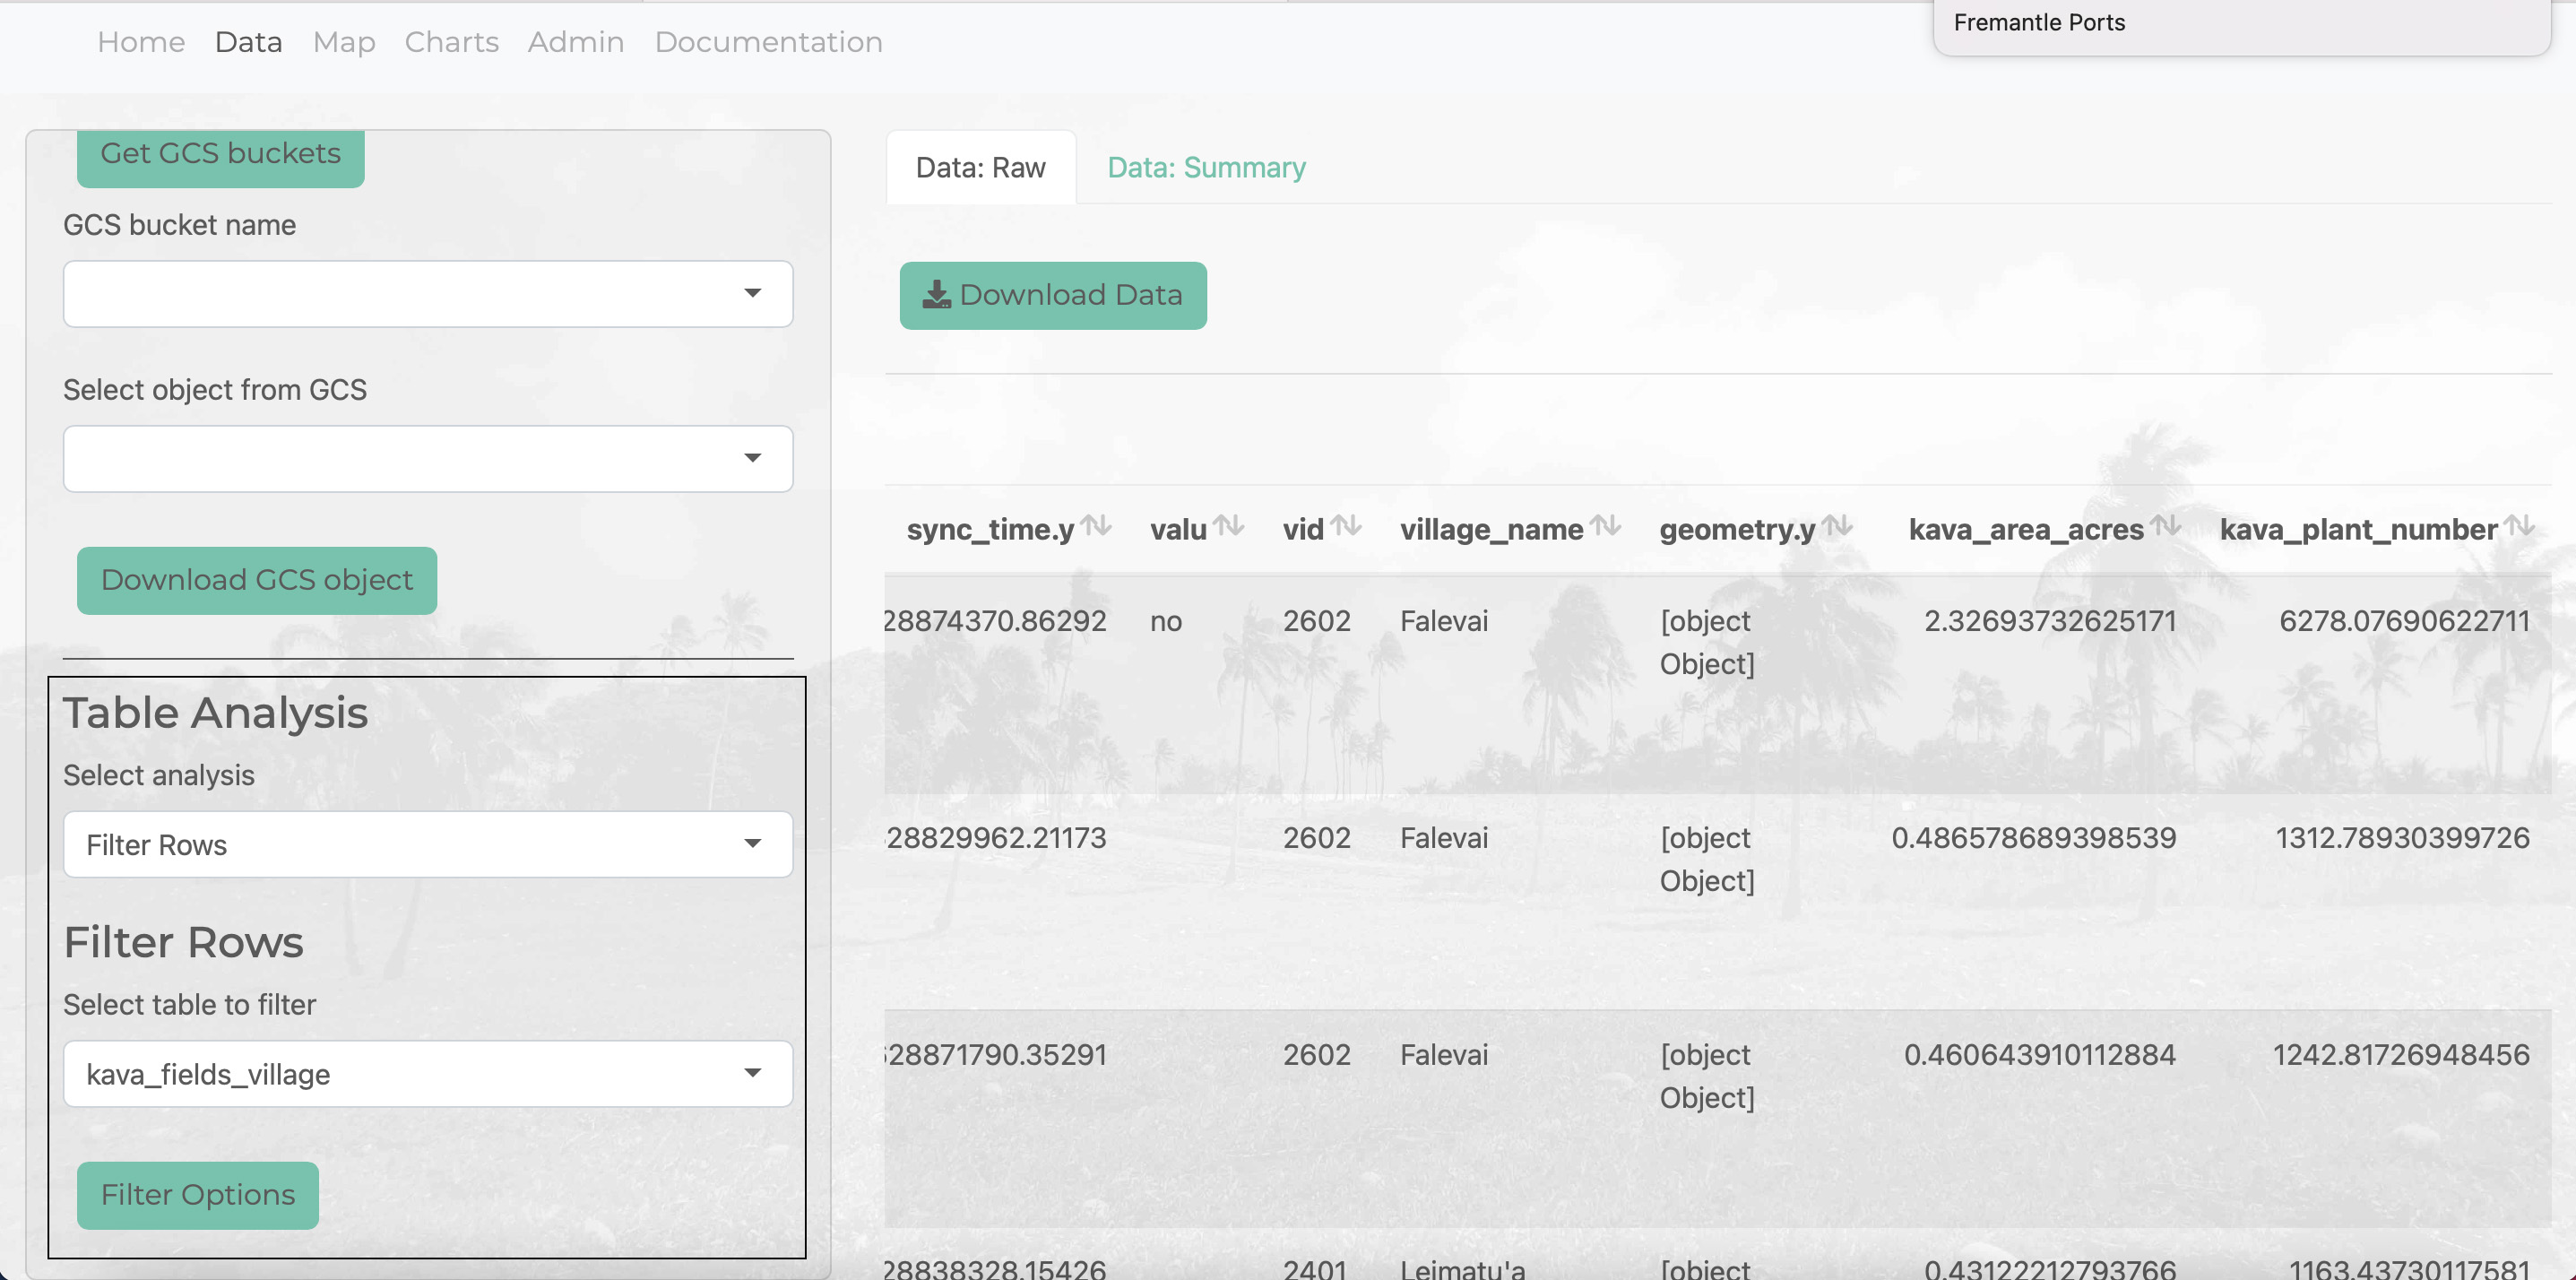 Fremantle Ports
Home Data Map Charts Admin Documentation
Get GCS buckets
GCS bucket name
Select object from GCS
Download GCS object
Table Analysis
Select analysis
Filter Rows
Filter Rows
Select table to filter
kava_fields_village
Filter Options
Data: Raw Data: Summary
Download Data
sync_time.y valu vid village_name geometry.y kava_area_acres kava_plant_number
28874370.86292 no 2602 Falevai [object 2.32693732625171 6278.07690622711
Object]
28829962.21173 2602 Falevai [object 0.486578689398539 1312.78930399726
Object]
28871790.35291 2602 Falevai [object 0.460643910112884 1242.81726948456
Object]
28838328.15426 2401 Leimatu'a [object 0.43122212793766 1163.43730117581